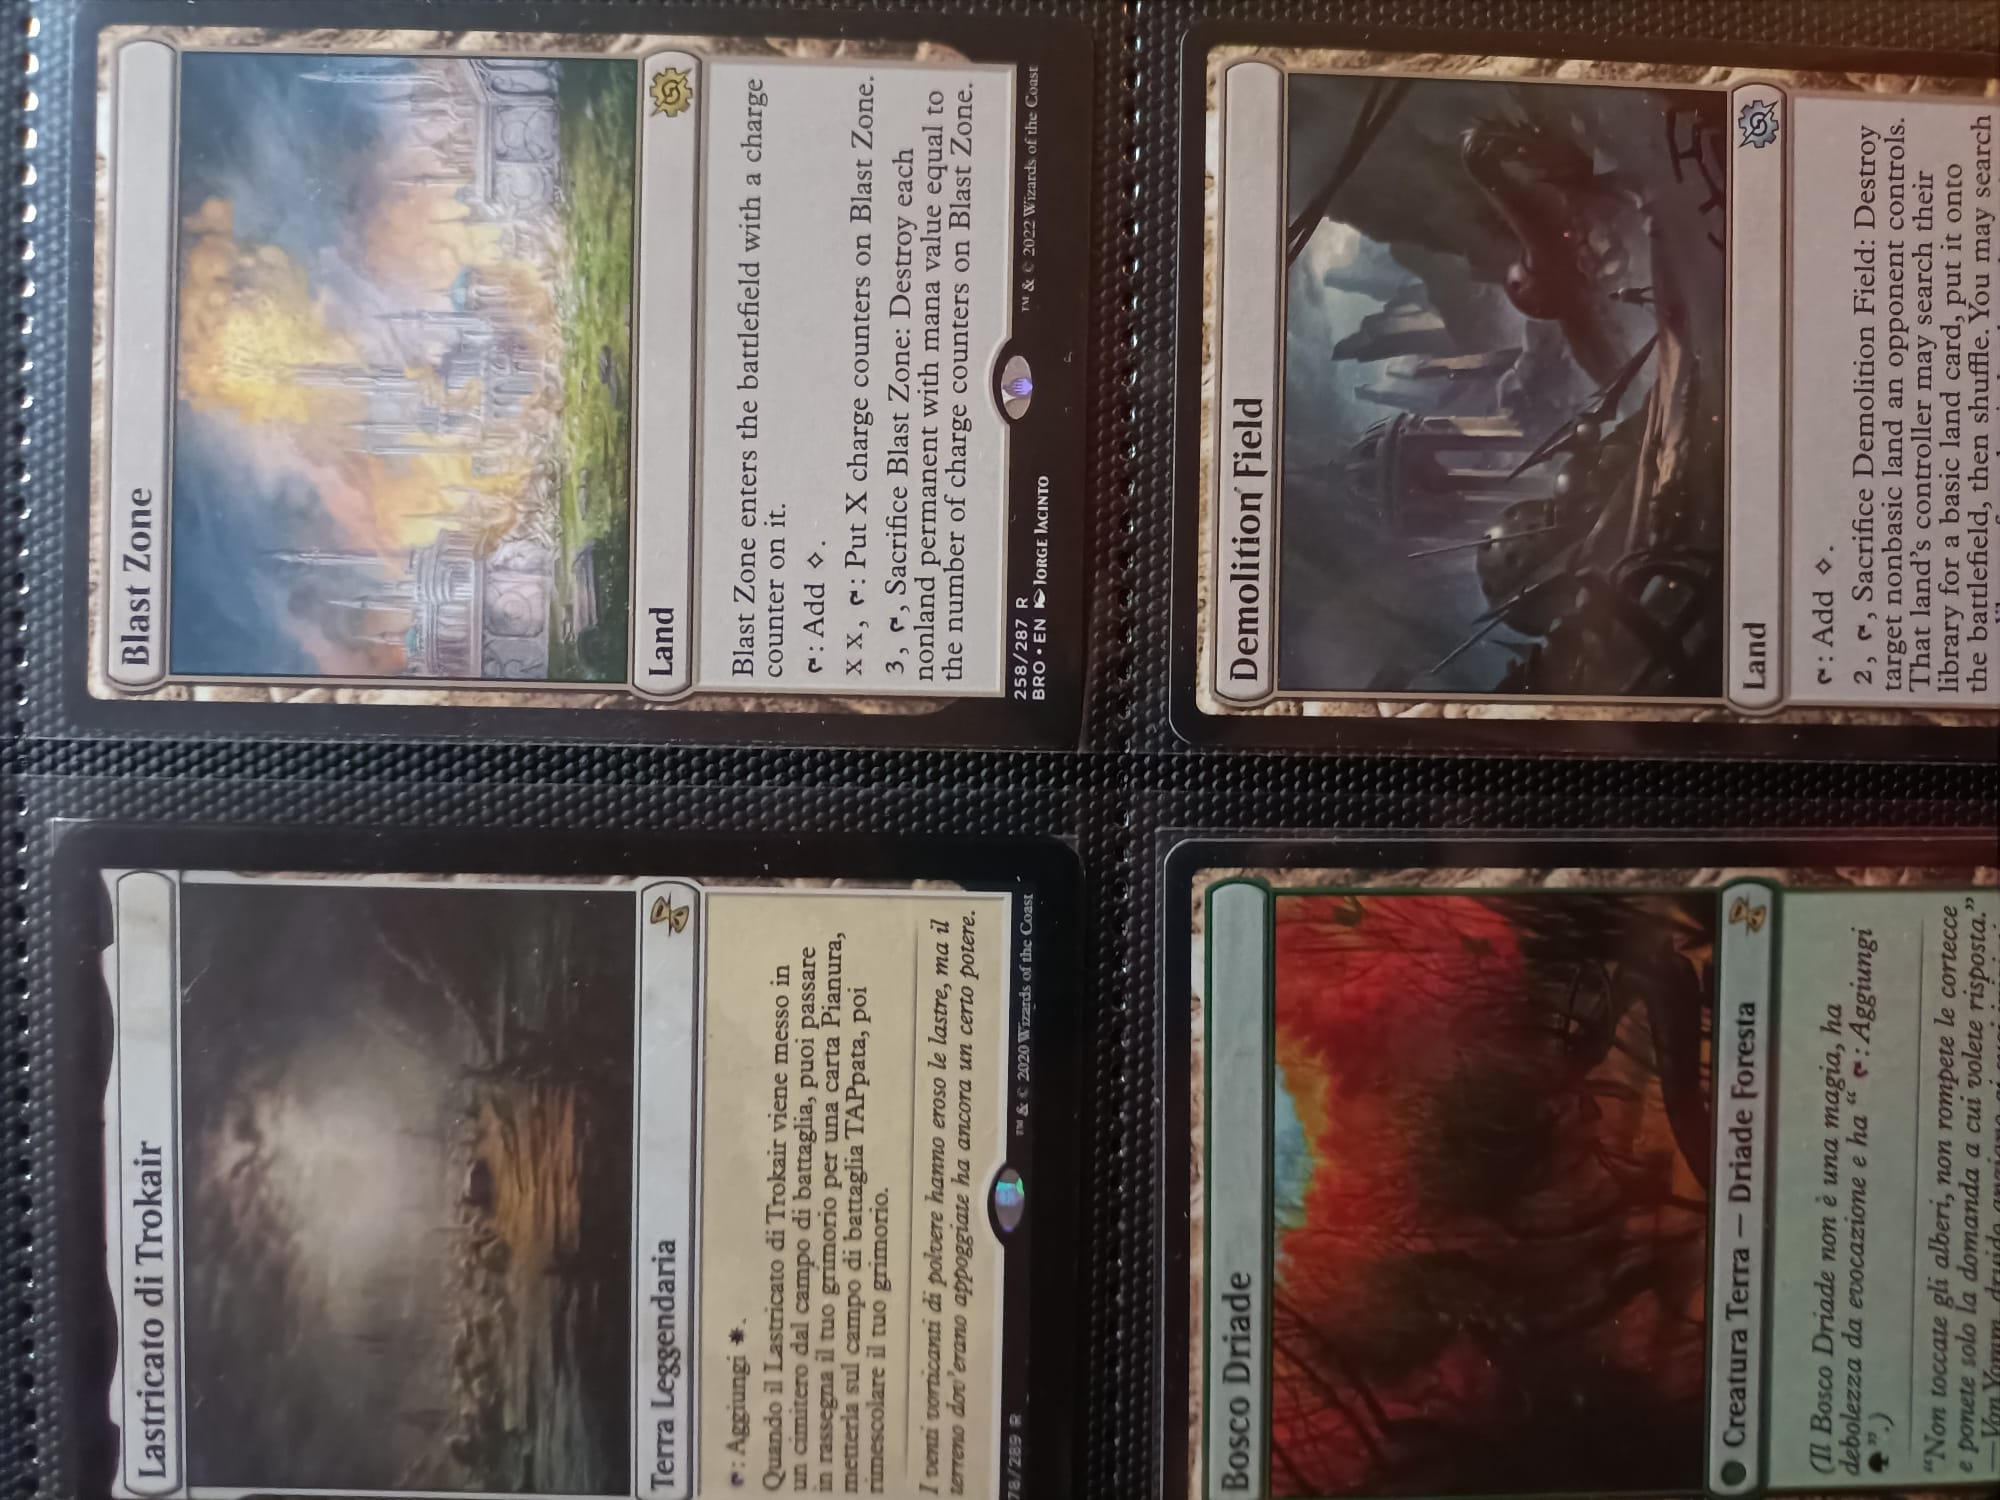 Lastricato di Trokair
Terra Leggendaria
: Aggiungi .
Quando il Lastricato di Trokair viene messo in
un cimitero dal campo di battaglia, puoi passare
in rassegna il tuo grimorio per una carta Pianura,
metterla sul campo di battaglia TAPpata, poi
rimescolare il tuo grimorio.
I venti vorticanti di polvere hanno eroso le lastre, ma il
terreno dov'erano appoggiate ha ancora un certo potere.
78/289 R
™ & © 2020 Wizards of the Coast
Blast Zone
Land
Blast Zone enters the battlefield with a charge
counter on it.
: Add .
X X, : Put X charge counters on Blast Zone.
3, , Sacrifice Blast Zone: Destroy each
nonland permanent with mana value equal to
the number of charge counters on Blast Zone.
258/287 R
BRO • EN Jorge Jacinto
™ & © 2022 Wizards of the Coast
Bosco Driade
Creatura Terra — Driade Foresta
(Il Bosco Driade non è una magia, ha
debolezza da evocazione e ha “ : Aggiungi
”.)
“Non toccate gli alberi, non rompete le cortecce
e ponete solo la domanda a cui volete risposta.”
—Von Yomm, druido anziano
Demolition Field
Land
: Add .
2, , Sacrifice Demolition Field: Destroy
target nonbasic land an opponent controls.
That land's controller may search their
library for a basic land card, put it onto
the battlefield, then shuffle. You may search